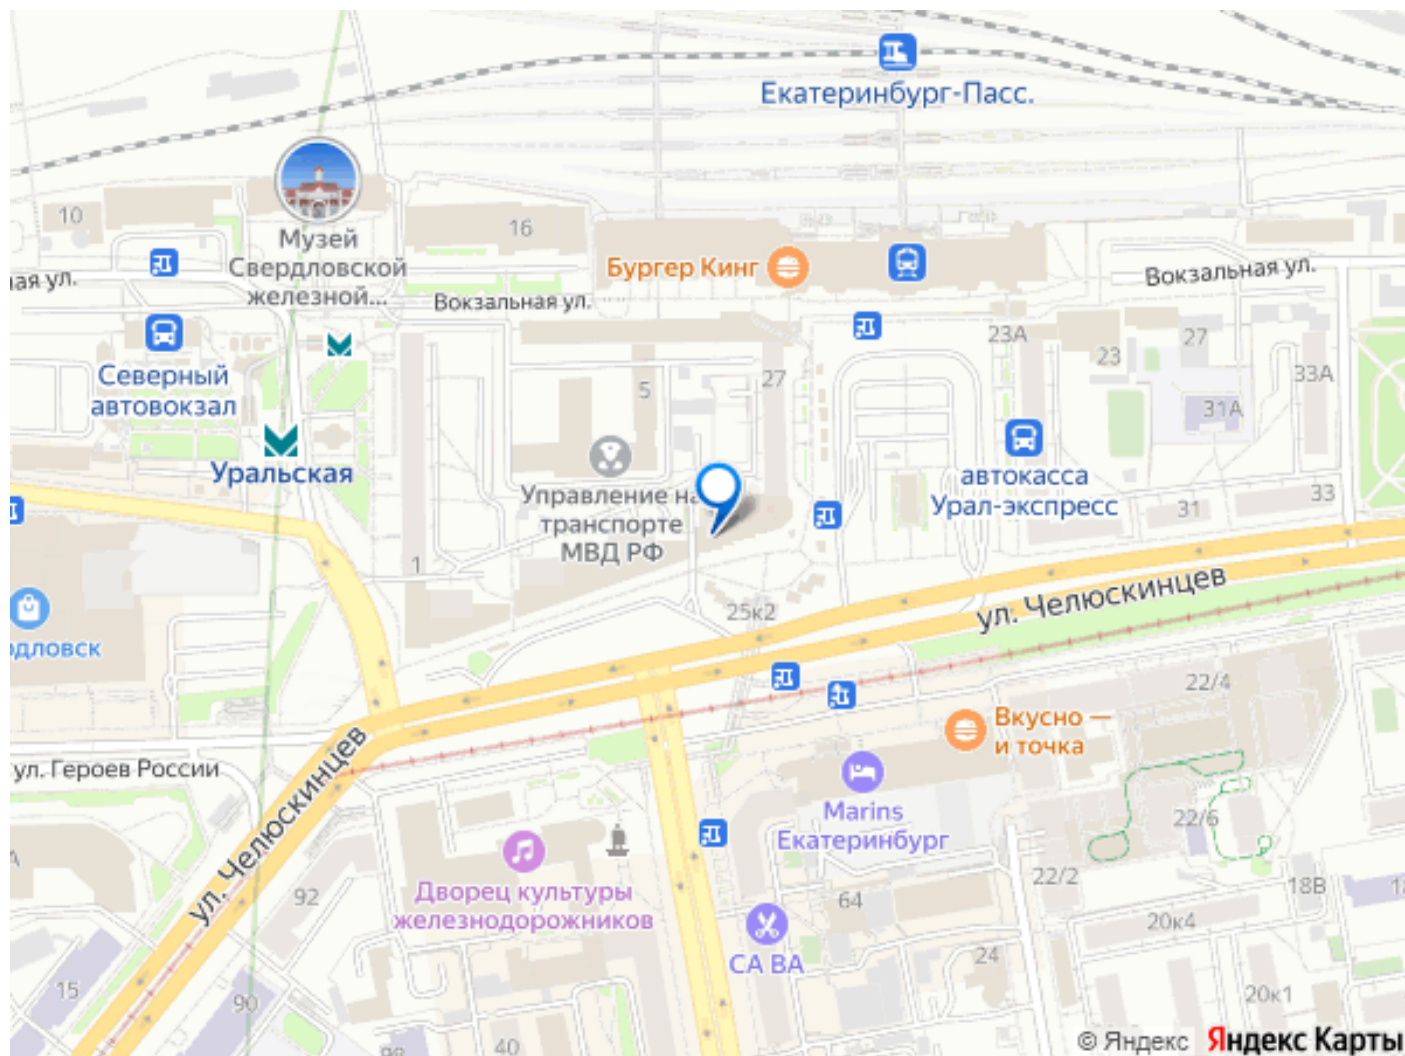 Екатеринбург-Пасс.
10
16
Музей
Свердловской
железной...
Бургер Кинг
Вокзальная ул.
ая ул.
Вокзальная ул.
23А
27
23
33А
Северный
автовокзал
5
27
31А
Уральская
автокасса
Урал-экспресс
33
31
Управление на
транспорте
МВД РФ
1
ул. Челюскинцев
25к2
одловск
22/4
Вкусно —
и точка
ул. Героев России
ул. Челюскинцев
Marins
Екатеринбург
22/6
Дворец культуры
железнодорожников
92
22/2
18В
64
20к4
СА ВА
24
15
90
20к1
40
© Яндекс Яндекс Карты